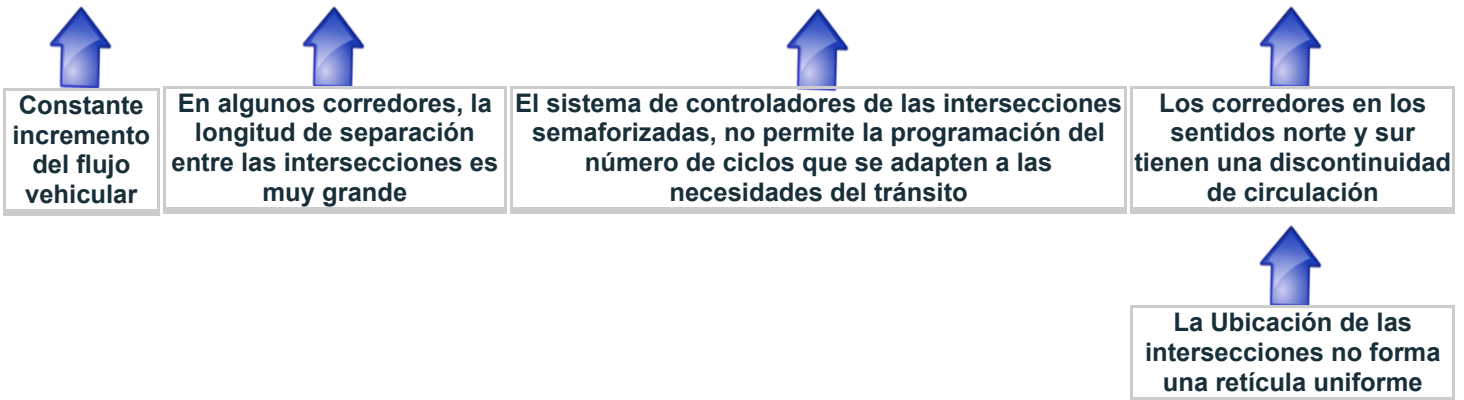 Constante
incremento
del flujo
vehicular
En algunos corredores, la
longitud de separación
entre las intersecciones es
muy grande
El sistema de controladores de las intersecciones
semaforizadas, no permite la programación del
número de ciclos que se adapten a las
necesidades del tránsito
Los corredores en los
sentidos norte y sur
tienen una discontinuidad
de circulación
La Ubicación de las
intersecciones no forma
una retícula uniforme